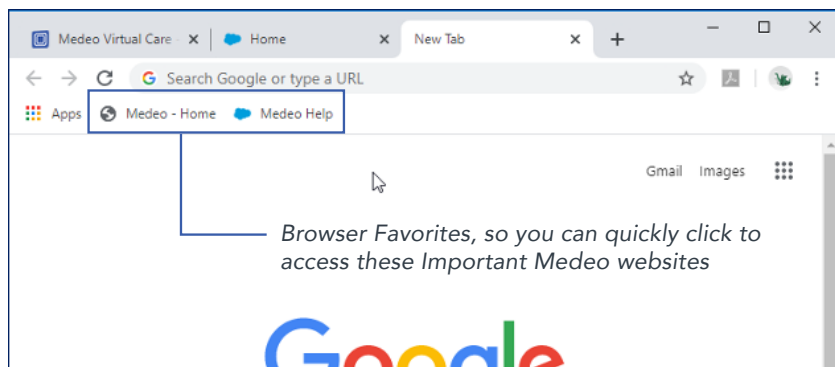 Medeo Virtual Care - Home New Tab
Search Google or type a URL
Apps Medeo - Home Medeo Help
Gmail Images
Browser Favorites, so you can quickly click to
access these Important Medeo websites
Google